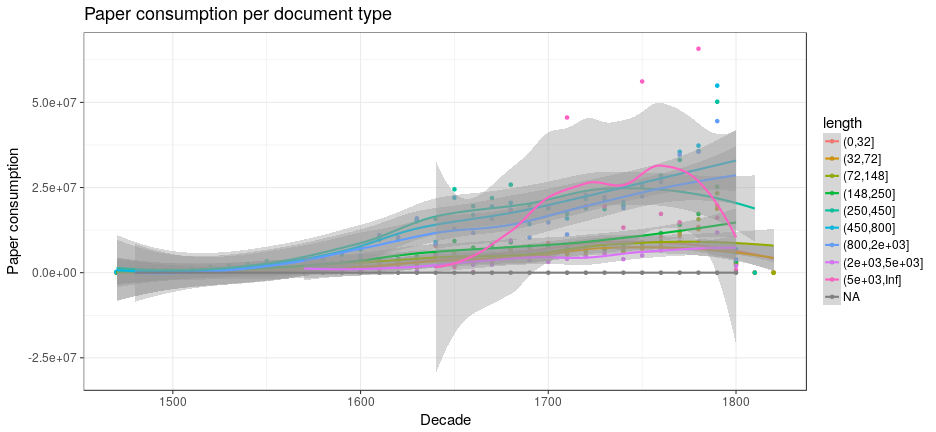 Paper consumption per document type
Paper consumption
5.0e+07
2.5e+07
0.0e+00
-2.5e+07
1500
1600
1700
1800
Decade
length
(0,32]
(32,72]
(72,148]
(148,250]
(250,450]
(450,800]
(800,2e+03]
(2e+03,5e+03]
(5e+03,Inf]
NA